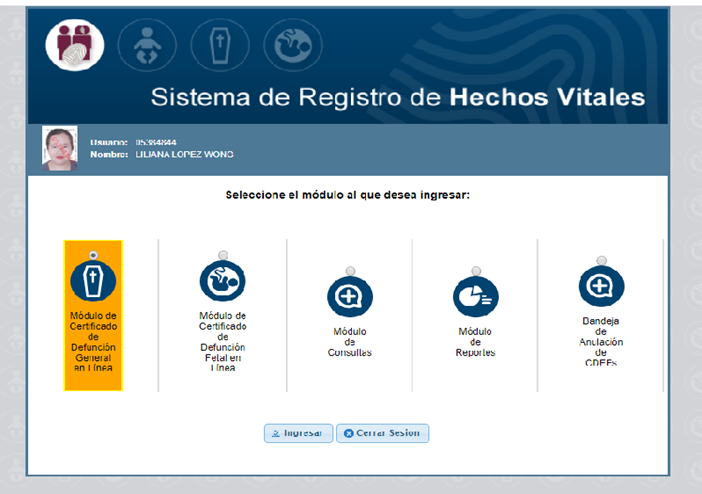 Sistema de Registro de Hechos Vitales
Usuario: 05384844
Nombre: LILIANA LOPEZ WONG
Seleccione el módulo al que desea ingresar:
Módulo de
Certificado
de
Defunción
General
en Línea
Módulo de
Certificado
de
Defunción
Fetal en
Línea
Módulo
de
Consultas
Módulo
de
Reportes
Bandeja
de
Anulación
de
CDEFs
Ingresar
Cerrar Sesion